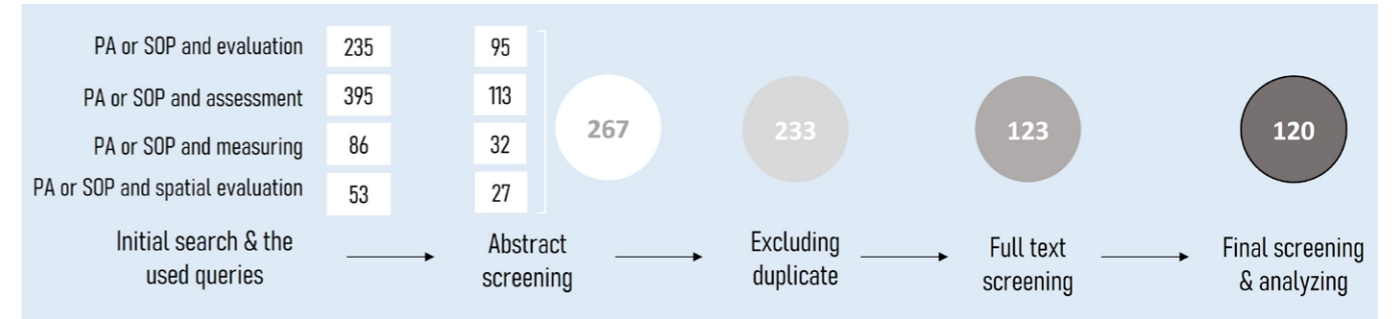 PA or SOP and evaluation 235 95
PA or SOP and assessment 395 113
PA or SOP and measuring 86 32
PA or SOP and spatial evaluation 53 27
267 233 123 120
Initial search & the
used queries
Abstract
screening
Excluding
duplicate
Full text
screening
Final screening
& analyzing